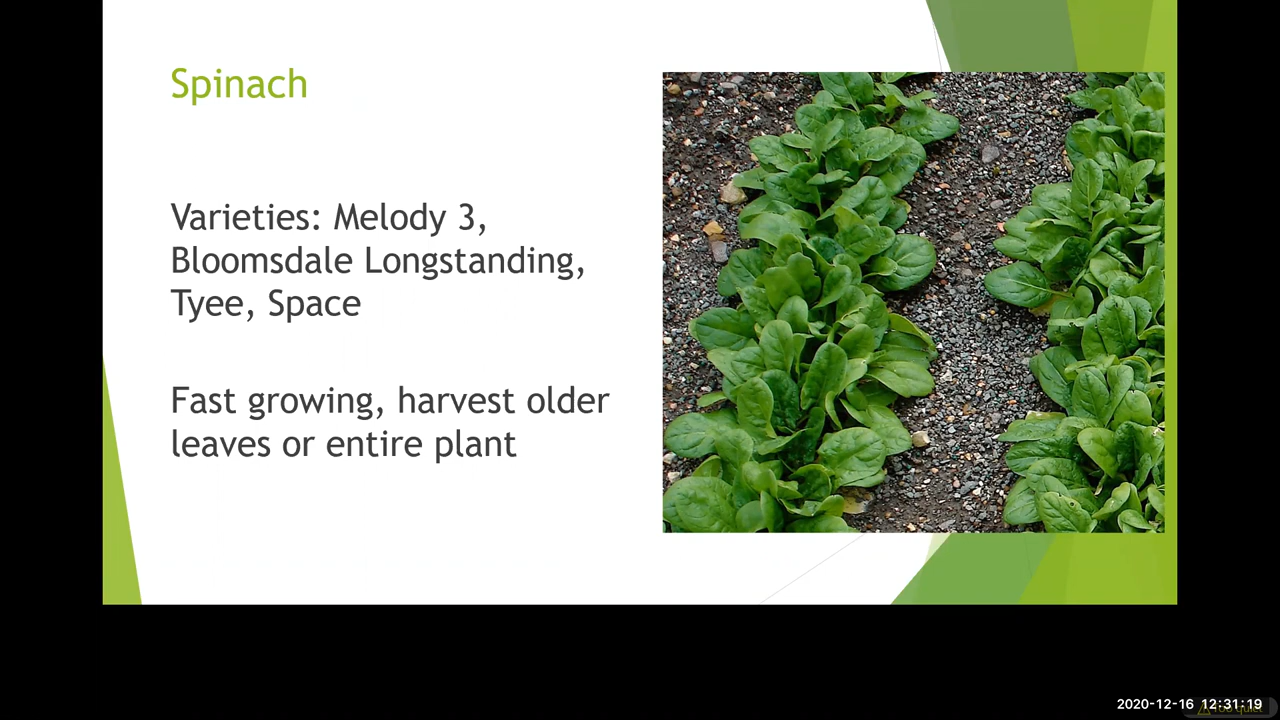 Spinach
Varieties: Melody 3,
Bloomsdale Longstanding,
Tyee, Space
Fast growing, harvest older
leaves or entire plant
2020-12-16 12:31:19